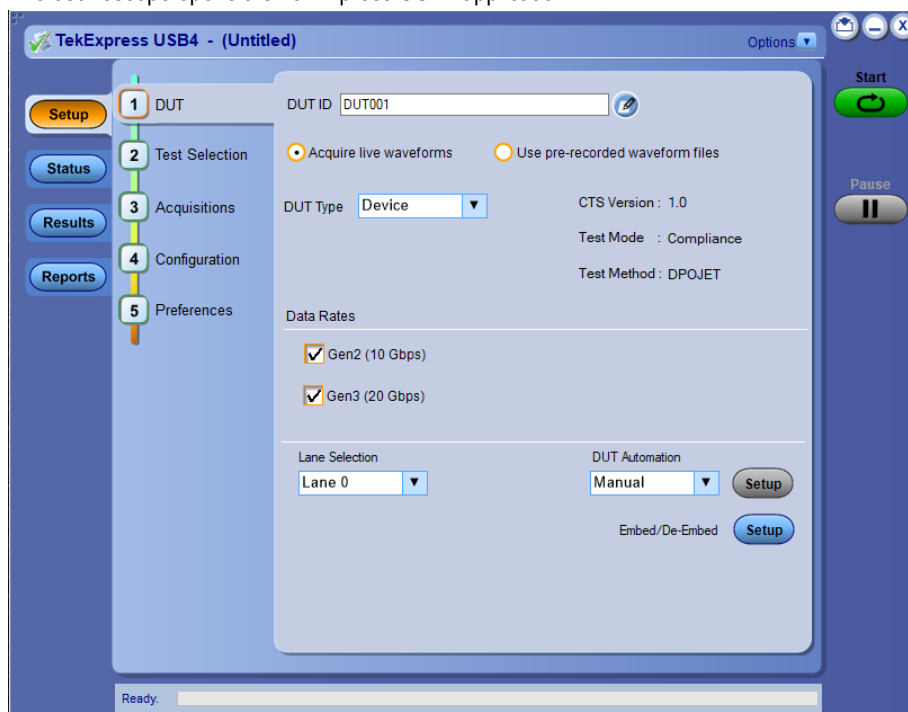 TekExpress USB4 - (Untitled)
Options
X
Start
Pause
Setup
Status
Results
Reports
1 DUT
2 Test Selection
3 Acquisitions
4 Configuration
5 Preferences
DUT ID DUT001
Acquire live waveforms Use pre-recorded waveform files
DUT Type Device
CTS Version : 1.0
Test Mode : Compliance
Test Method : DPOJET
Data Rates
Gen2 (10 Gbps)
Gen3 (20 Gbps)
Lane Selection
Lane 0
DUT Automation
Manual Setup
Embed/De-Embed Setup
Ready.